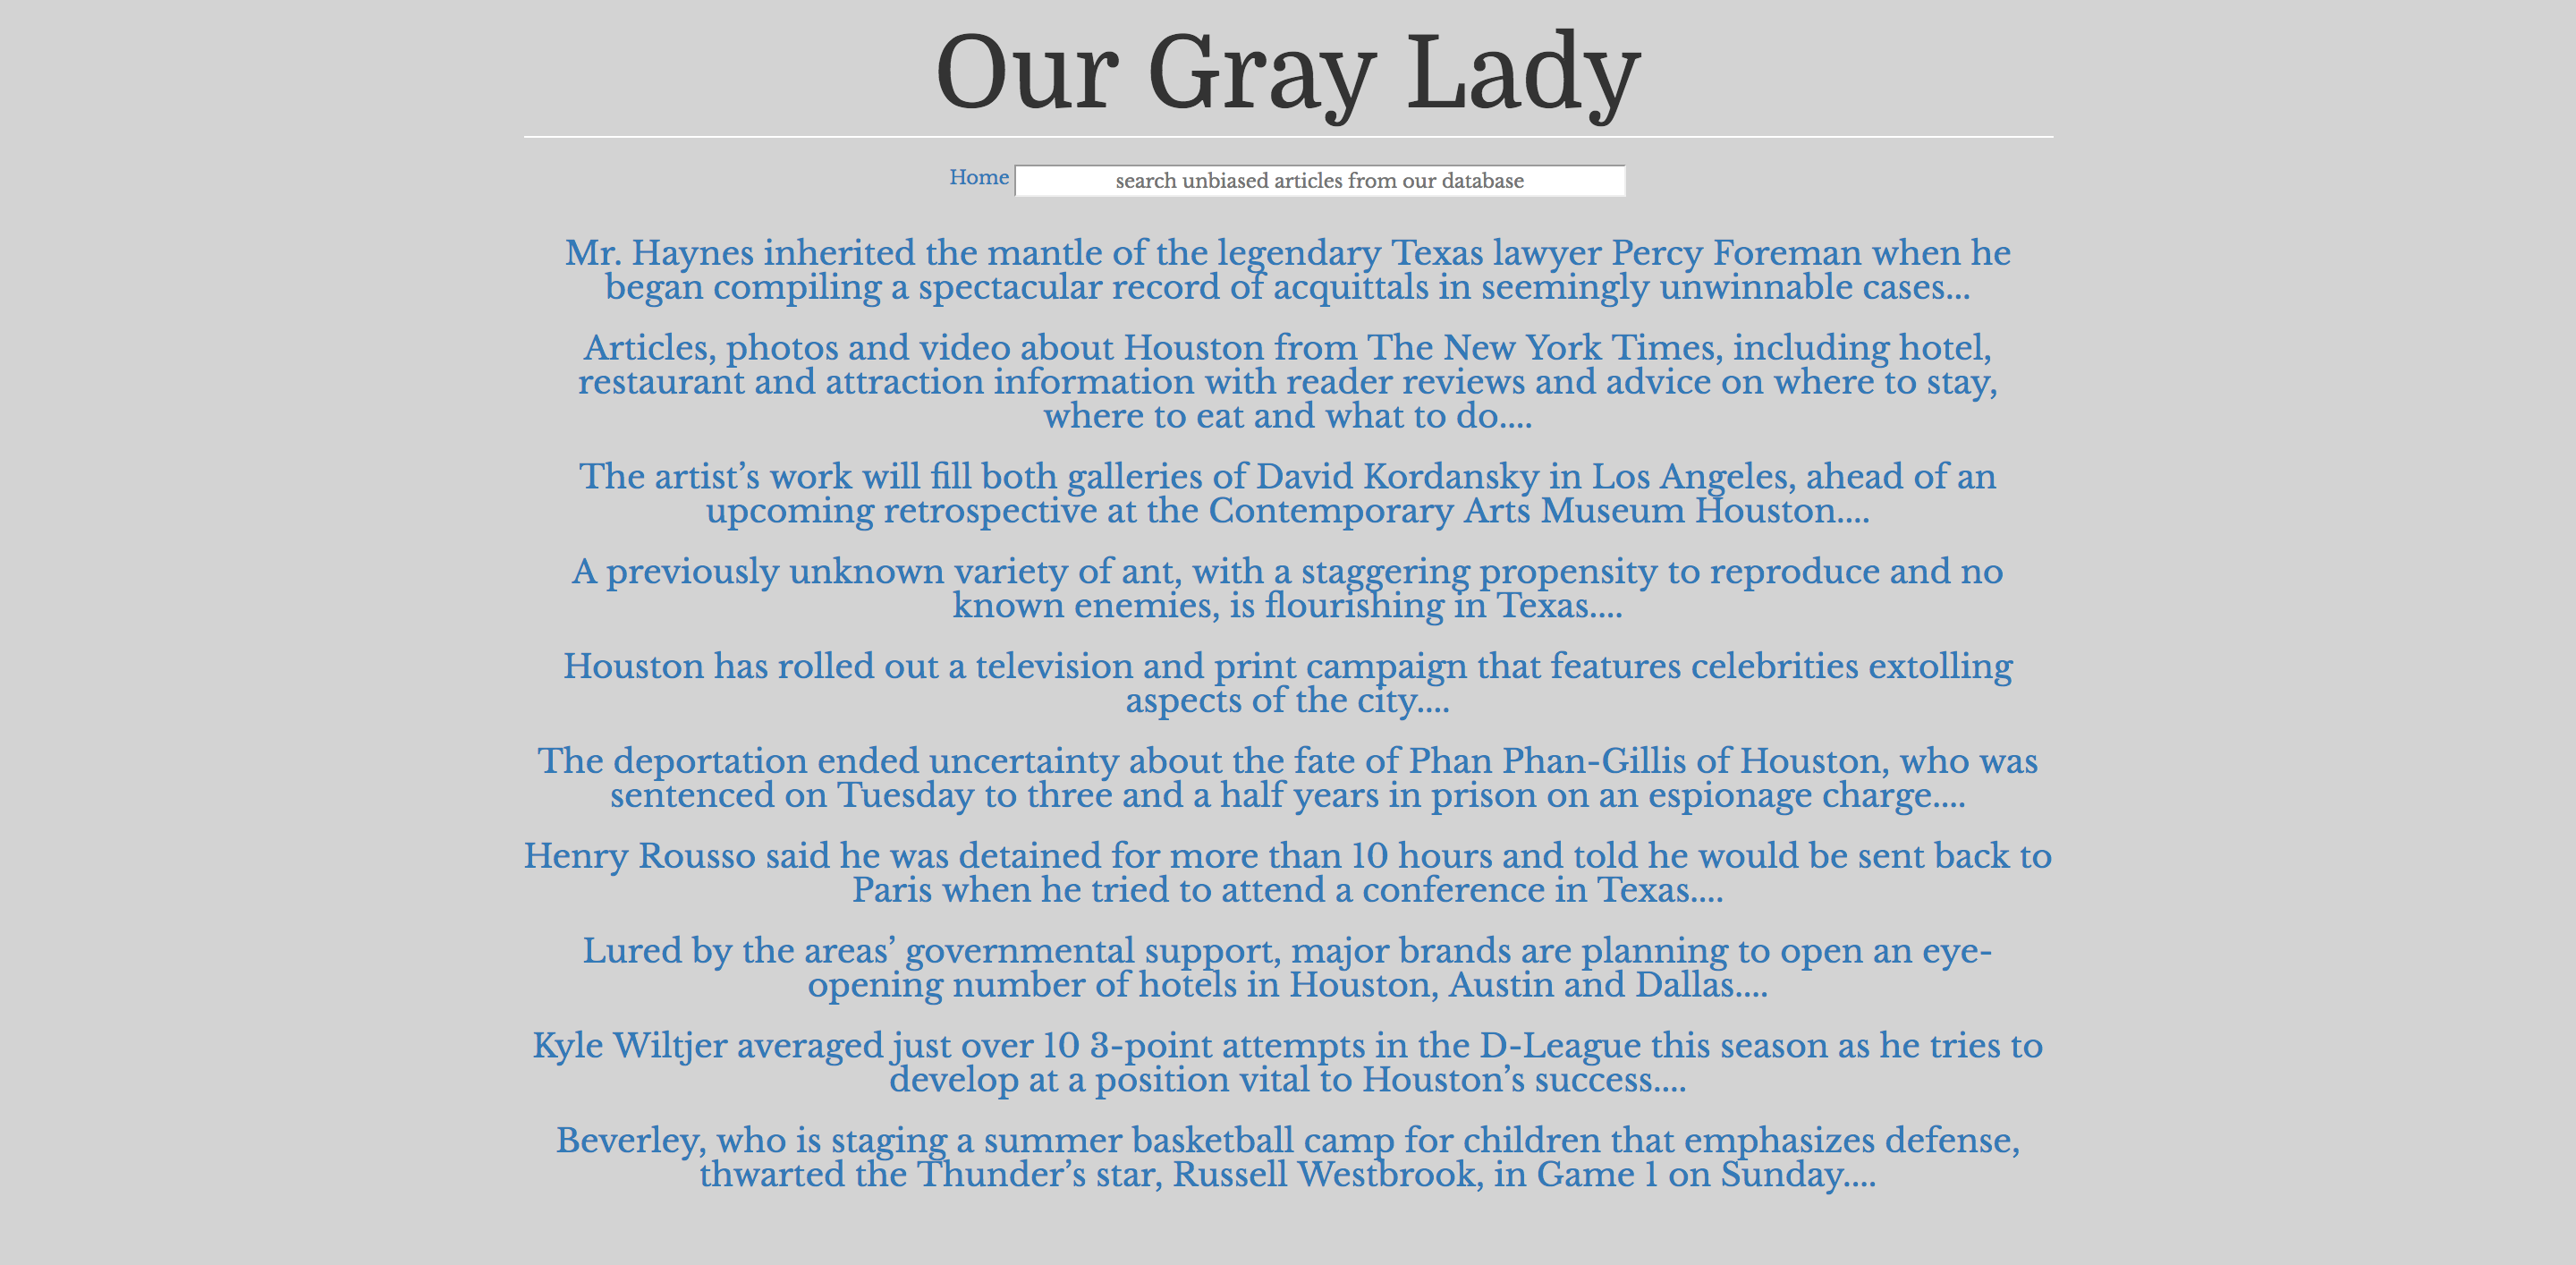 Our Gray Lady
Home search unbiased articles from our database
Mr. Haynes inherited the mantle of the legendary Texas lawyer Percy Foreman when he
began compiling a spectacular record of acquittals in seemingly unwinnable cases...
Articles, photos and video about Houston from The New York Times, including hotel,
restaurant and attraction information with reader reviews and advice on where to stay,
where to eat and what to do....
The artist’s work will fill both galleries of David Kordansky in Los Angeles, ahead of an
upcoming retrospective at the Contemporary Arts Museum Houston....
A previously unknown variety of ant, with a staggering propensity to reproduce and no
known enemies, is flourishing in Texas....
Houston has rolled out a television and print campaign that features celebrities extolling
aspects of the city....
The deportation ended uncertainty about the fate of Phan Phan-Gillis of Houston, who was
sentenced on Tuesday to three and a half years in prison on an espionage charge....
Henry Rousso said he was detained for more than 10 hours and told he would be sent back to
Paris when he tried to attend a conference in Texas....
Lured by the areas’ governmental support, major brands are planning to open an eye-
opening number of hotels in Houston, Austin and Dallas....
Kyle Wiltjer averaged just over 10 3-point attempts in the D-League this season as he tries to
develop at a position vital to Houston’s success....
Beverley, who is staging a summer basketball camp for children that emphasizes defense,
thwarted the Thunder’s star, Russell Westbrook, in Game 1 on Sunday....